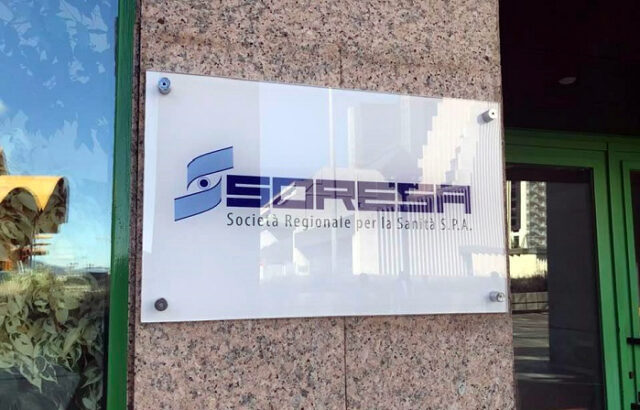 SORESA
Società Regionale per la Sanità S.P.A.